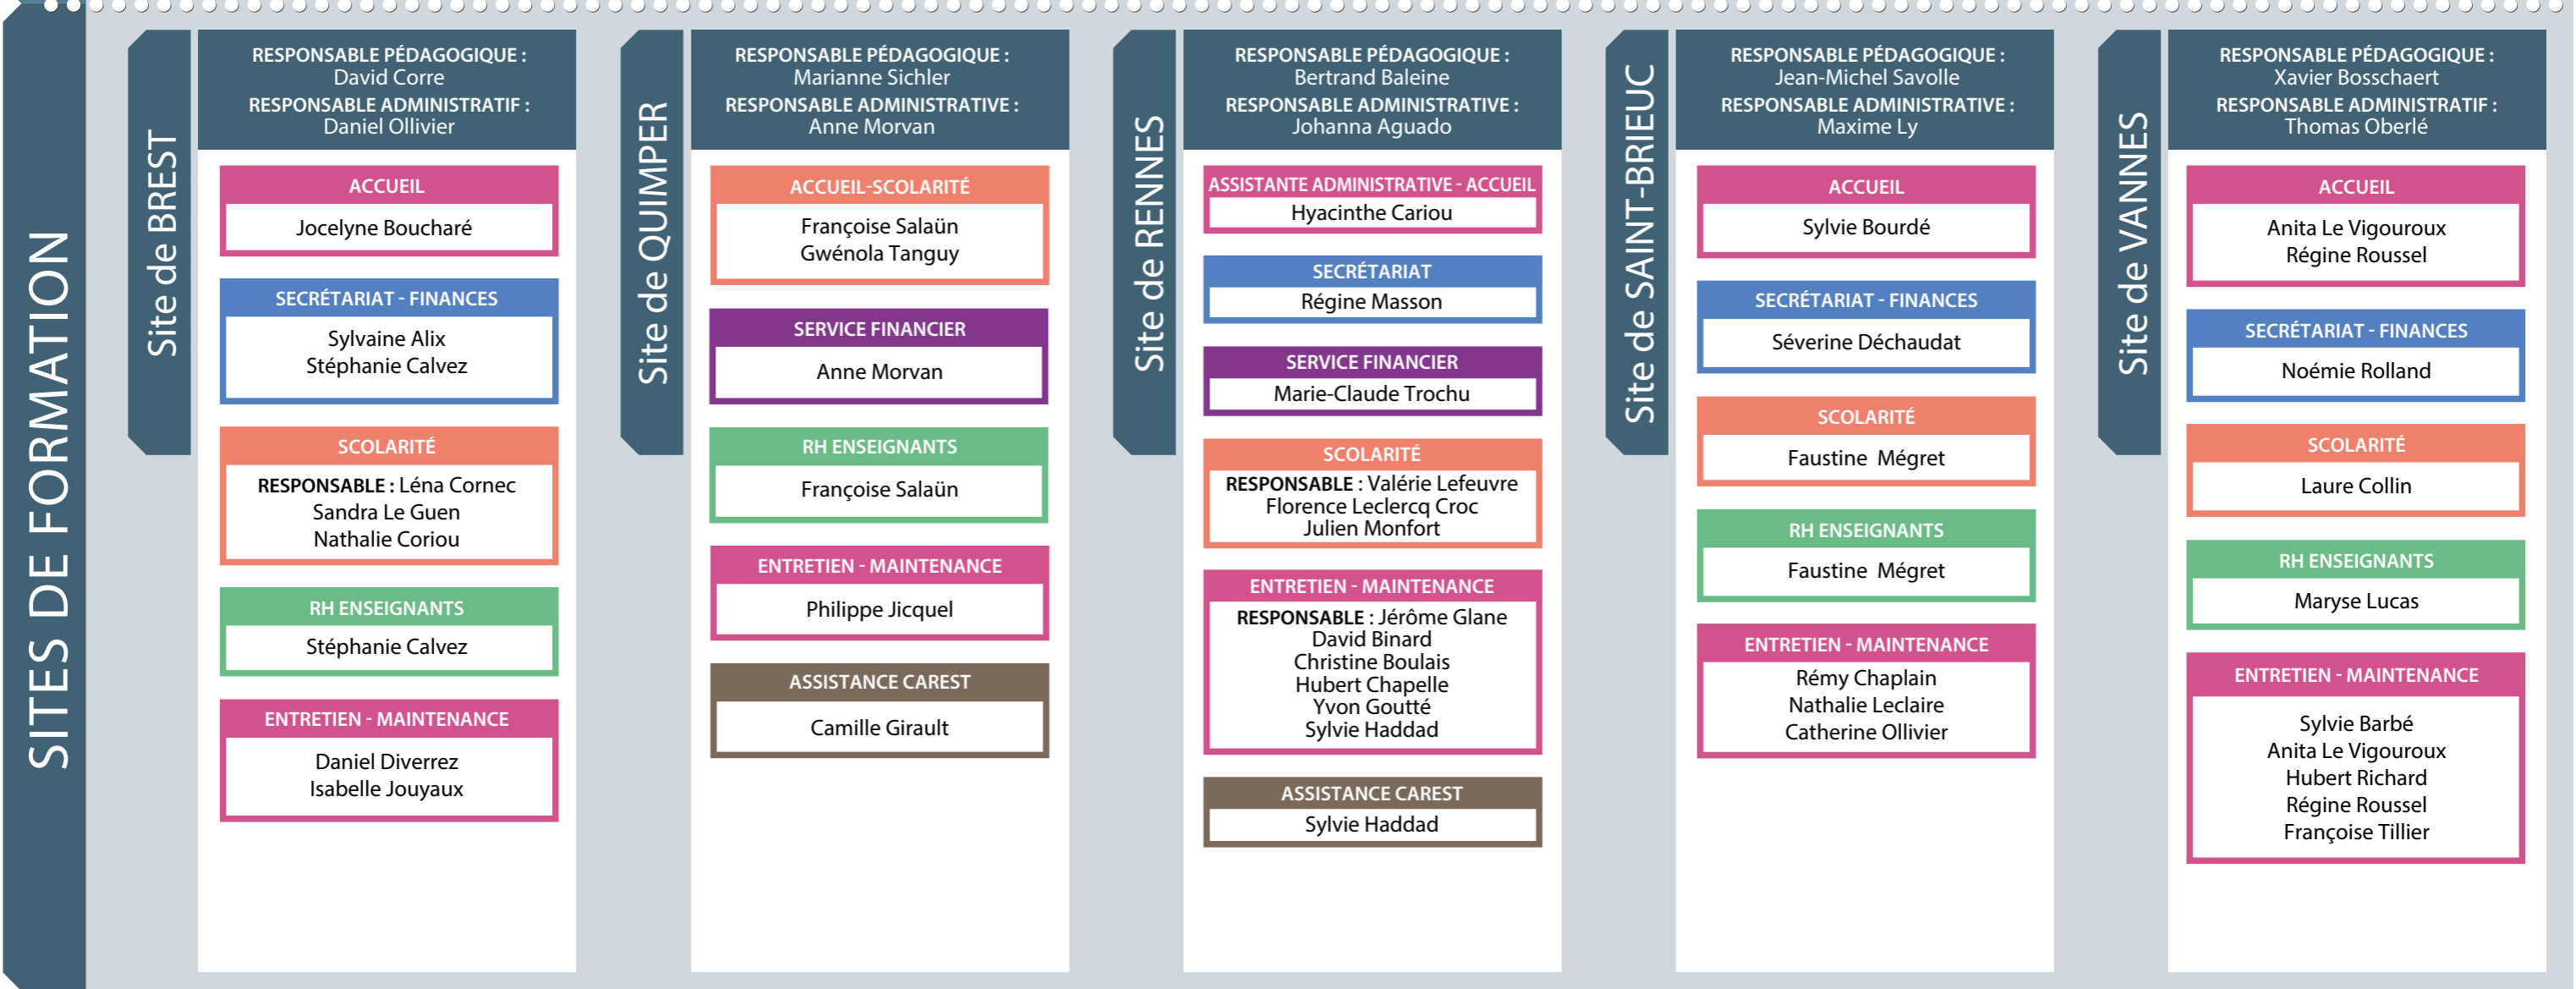 SITES DE FORMATION
Site de BREST
RESPONSABLE PÉDAGOGIQUE :
David Corre
RESPONSABLE ADMINISTRATIF :
Daniel Ollivier
ACCUEIL
Jocelyne Boucharé
SECRÉTARIAT - FINANCES
Sylvaine Alix
Stéphanie Calvez
SCOLARITÉ
RESPONSABLE : Léna Cornec
Sandra Le Guen
Nathalie Coriou
RH ENSEIGNANTS
Stéphanie Calvez
ENTRETIEN - MAINTENANCE
Daniel Diverrez
Isabelle Jouyaux
Site de QUIMPER
RESPONSABLE PÉDAGOGIQUE :
Marianne Sichler
RESPONSABLE ADMINISTRATIVE :
Anne Morvan
ACCUEIL-SCOLARITÉ
Françoise Salaün
Gwénola Tanguy
SERVICE FINANCIER
Anne Morvan
RH ENSEIGNANTS
Françoise Salaün
ENTRETIEN - MAINTENANCE
Philippe Jicquel
ASSISTANCE CAREST
Camille Girault
Site de RENNES
RESPONSABLE PÉDAGOGIQUE :
Bertrand Baleine
RESPONSABLE ADMINISTRATIVE :
Johanna Aguado
ASSISTANTE ADMINISTRATIVE - ACCUEIL
Hyacinthe Cariou
SECRÉTARIAT
Régine Masson
SERVICE FINANCIER
Marie-Claude Trochu
SCOLARITÉ
RESPONSABLE : Valérie Lefeuvre
Florence Leclercq Croc
Julien Monfort
ENTRETIEN - MAINTENANCE
RESPONSABLE : Jérôme Glane
David Binard
Christine Boulais
Hubert Chapelle
Yvon Goutté
Sylvie Haddad
ASSISTANCE CAREST
Sylvie Haddad
Site de SAINT-BRIEUC
RESPONSABLE PÉDAGOGIQUE :
Jean-Michel Savolle
RESPONSABLE ADMINISTRATIVE :
Maxime Ly
ACCUEIL
Sylvie Bourdé
SECRÉTARIAT - FINANCES
Séverine Déchaudat
SCOLARITÉ
Faustine Mégret
RH ENSEIGNANTS
Faustine Mégret
ENTRETIEN - MAINTENANCE
Rémy Chaplain
Nathalie Leclaire
Catherine Ollivier
Site de VANNES
RESPONSABLE PÉDAGOGIQUE :
Xavier Bosschaert
RESPONSABLE ADMINISTRATIF :
Thomas Oberlé
ACCUEIL
Anita Le Vigouroux
Régine Roussel
SECRÉTARIAT - FINANCES
Noémie Rolland
SCOLARITÉ
Laure Collin
RH ENSEIGNANTS
Maryse Lucas
ENTRETIEN - MAINTENANCE
Sylvie Barbé
Anita Le Vigouroux
Hubert Richard
Régine Roussel
Françoise Tillier